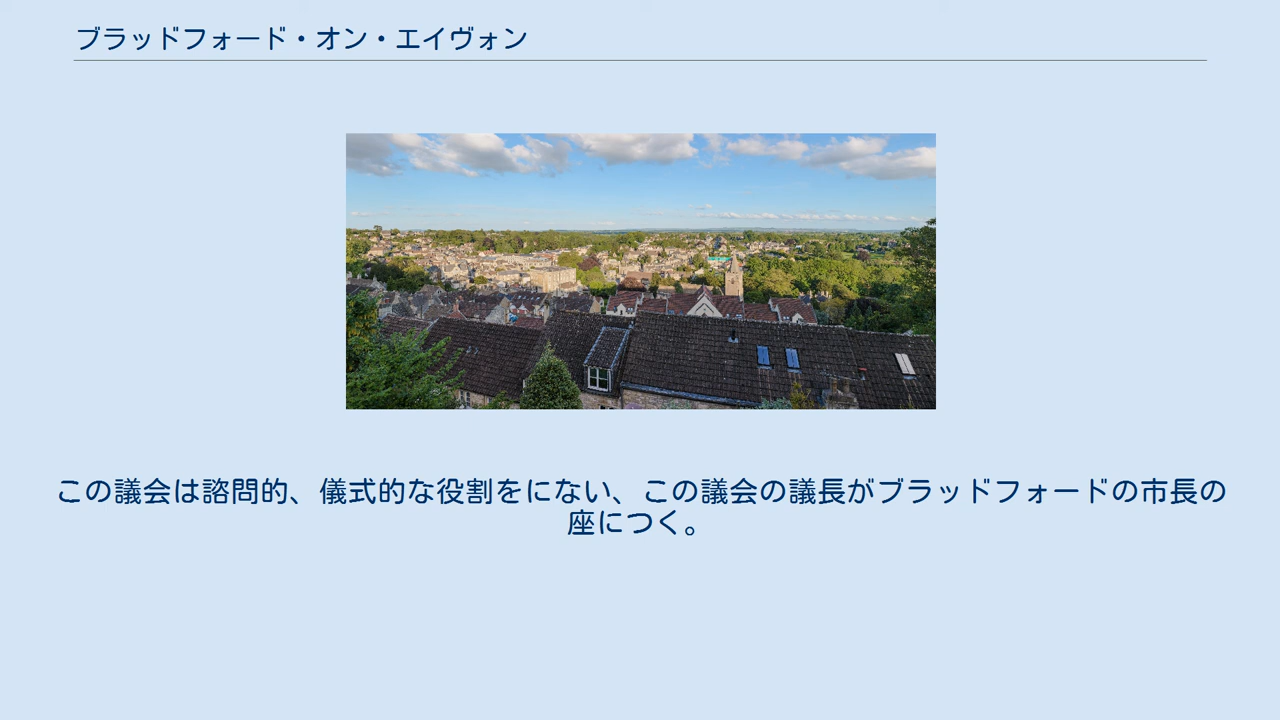 ブラッドフォード・オン・エイヴォン
この議会は諮問的、儀式的な役割をにない、この議会の議長がブラッドフォードの市長の
座につく。